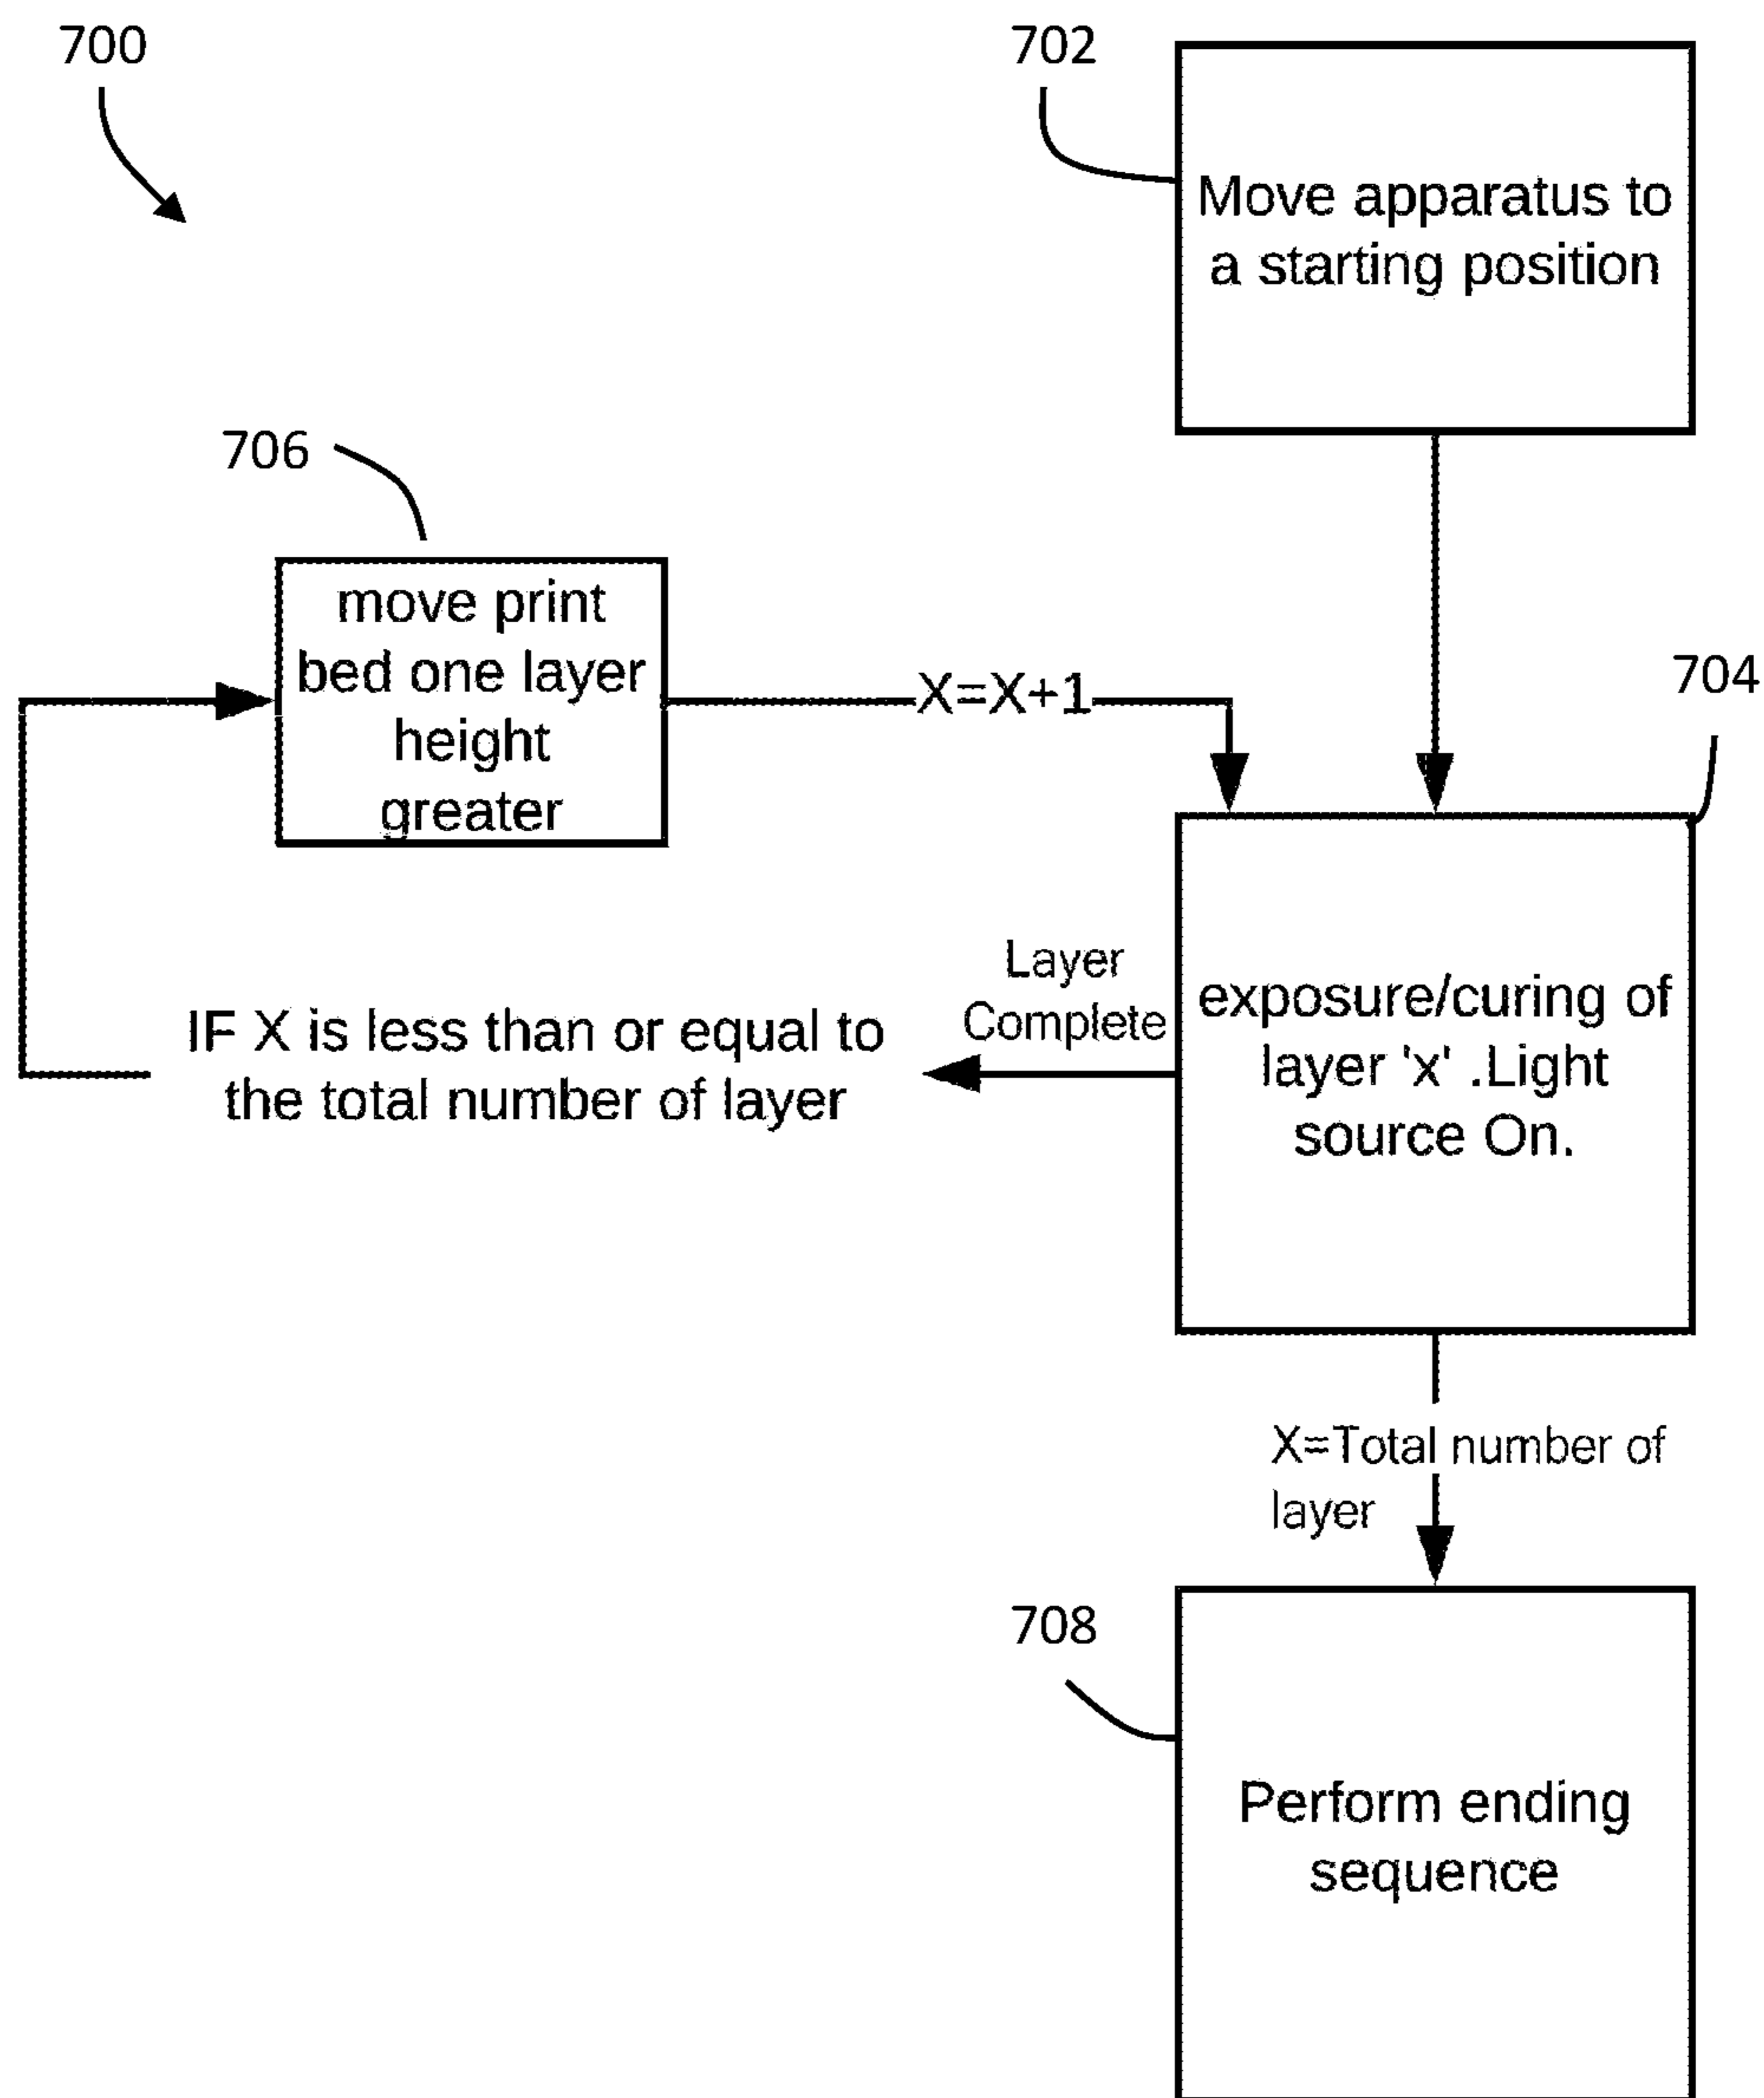 700
702
Move apparatus to
a starting position
706
move print
bed one layer
height
greater
X=X+1
704
Layer
Complete
exposure/curing of
layer 'x' .Light
source On.
IF X is less than or equal to
the total number of layer
X=Total number of
layer
708
Perform ending
sequence